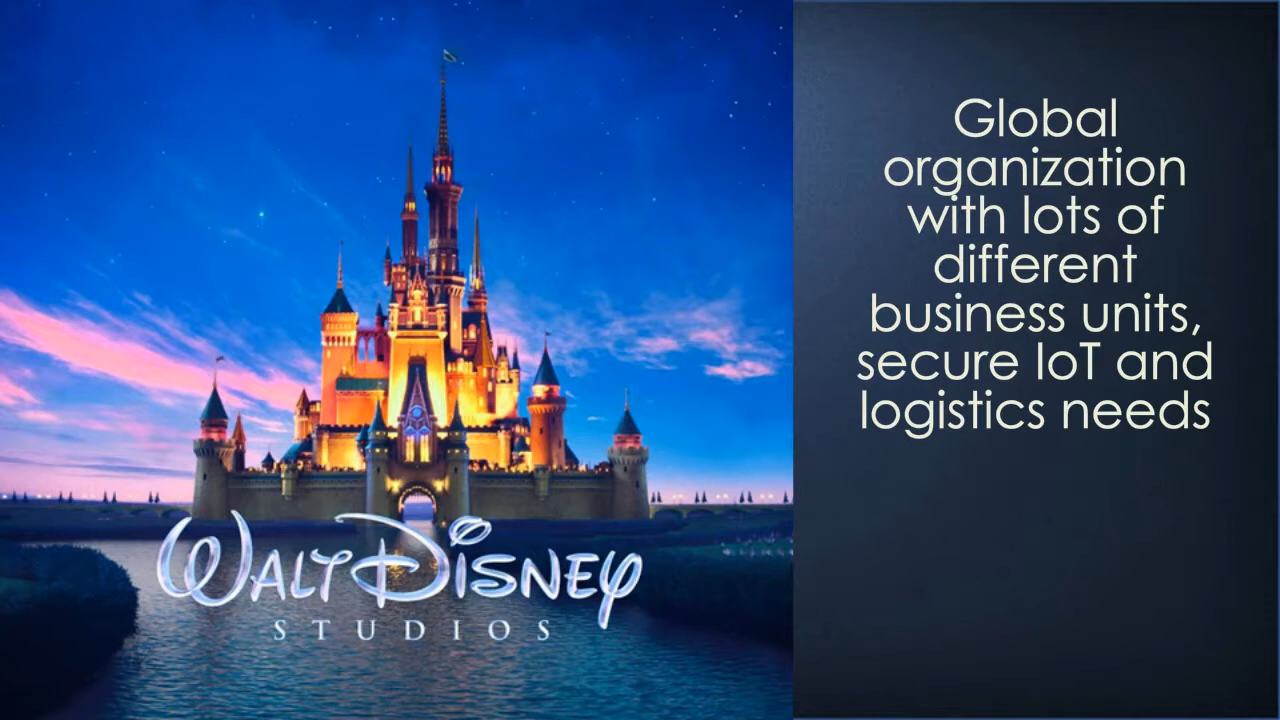 WALT DISNEY
STUDIOS
Global
organization
with lots of
different
business units,
secure IoT and
logistics needs